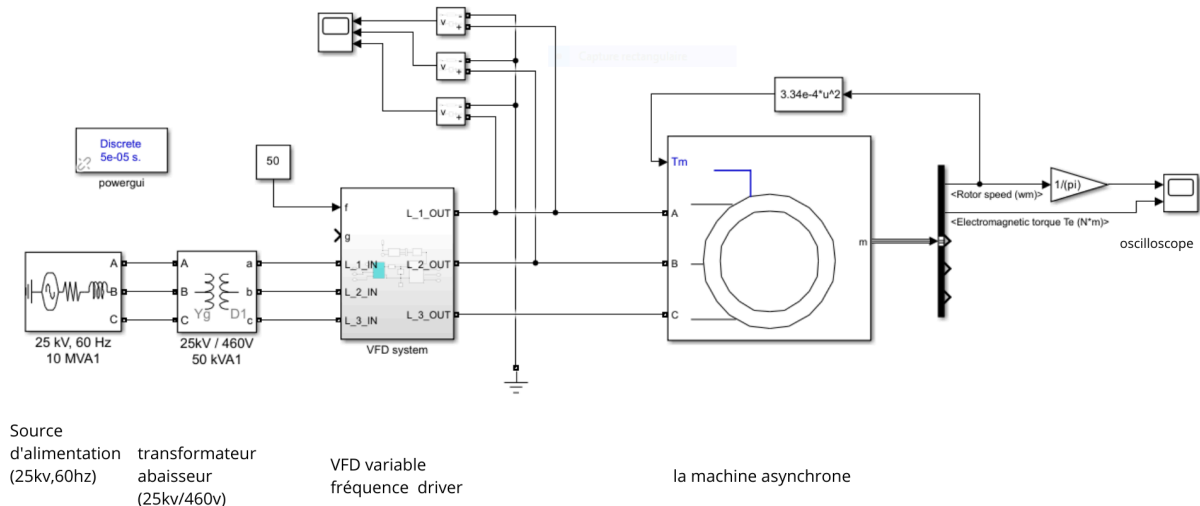 v
-
+
v
-
+
v
-
+
Capture rectangulaire
3.34e-4*u^2
Discrete
5e-05 s.
powergui
50
Tm
f
g
L_1_IN
L_2_IN
L_3_IN
L_1_OUT
L_2_OUT
L_3_OUT
VFD system
A
B
C
m
1/(pi)
<Rotor speed (wm)>
<Electromagnetic torque Te (N*m)>
oscilloscope
A
B
C
25 kV, 60 Hz
10 MVA1
A
B
C
a
b
c
Yg
D1
25kV / 460V
50 kVA1
Source
d'alimentation
(25kv,60hz)
transformateur
abaisseur
(25kv/460v)
VFD variable
fréquence driver
la machine asynchrone